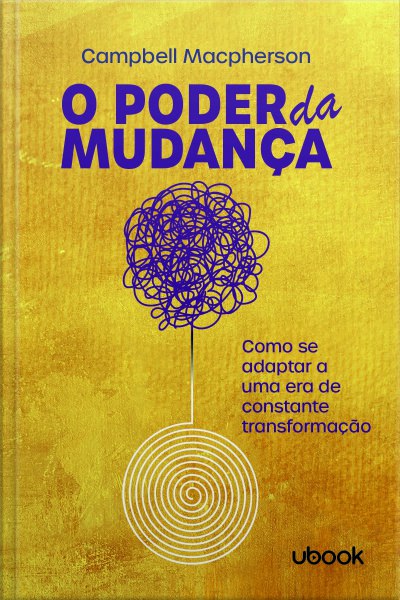 Campbell Macpherson
O PODER da
MUDANÇA
Como se
adaptar a
uma era de
constante
transformação
ubook